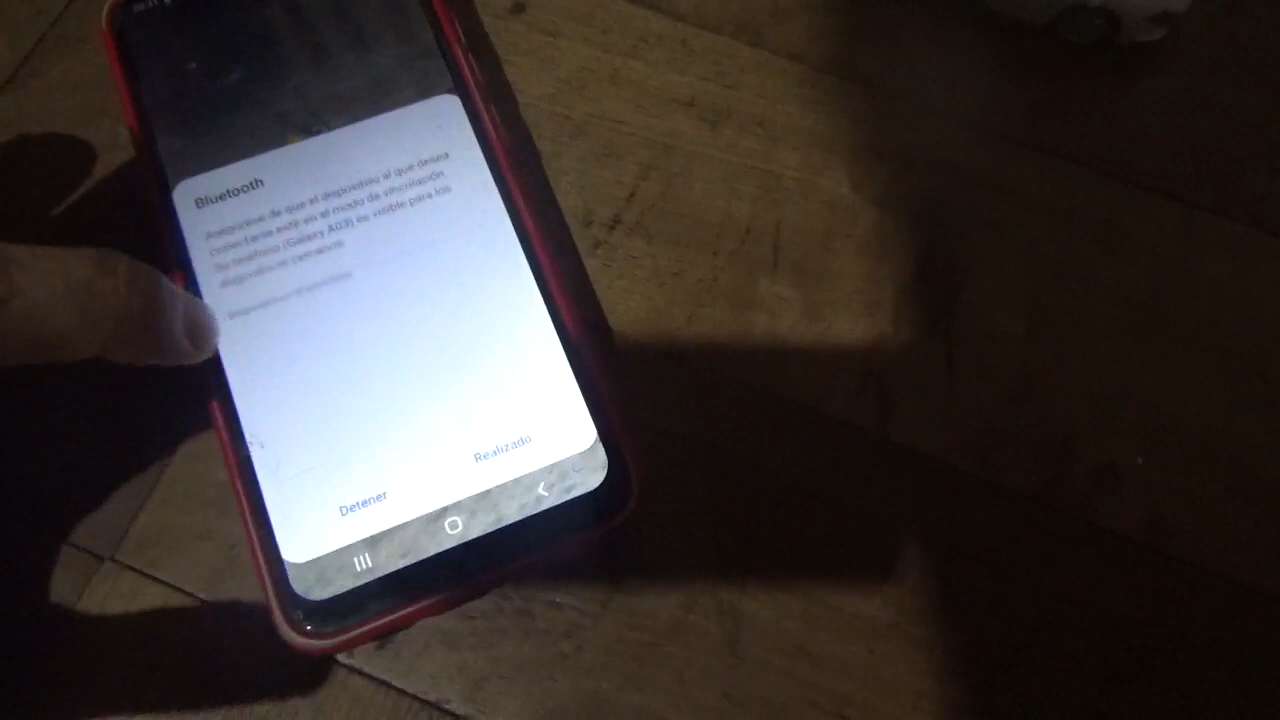 Bluetooth
Asegúrese de que el dispositivo al que desea
conectarse esté en el modo de vinculación.
Su teléfono (Galaxy A03) es visible para los
dispositivos cercanos.
Realizado
Detener